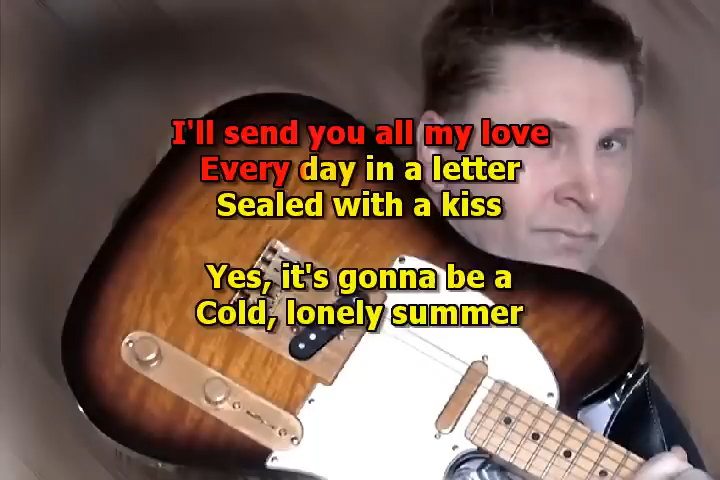 I'll send you all my love
Every day in a letter
Sealed with a kiss
Yes, it's gonna be a
Cold, lonely summer